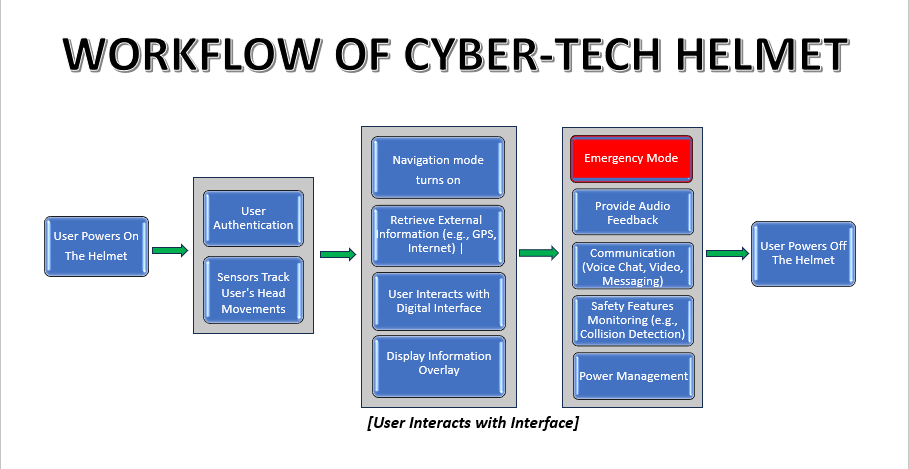 WORKFLOW OF CYBER-TECH HELMET
User Powers On
The Helmet
User
Authentication
Sensors Track
User's Head
Movements
Navigation mode
turns on
Retrieve External
Information (e.g., GPS,
Internet) |
User Interacts with
Digital Interface
Display Information
Overlay
[User Interacts with Interface]
Emergency Mode
Provide Audio
Feedback
Communication
(Voice Chat, Video,
Messaging)
Safety Features
Monitoring (e.g.,
Collision Detection)
Power Management
User Powers Off
The Helmet